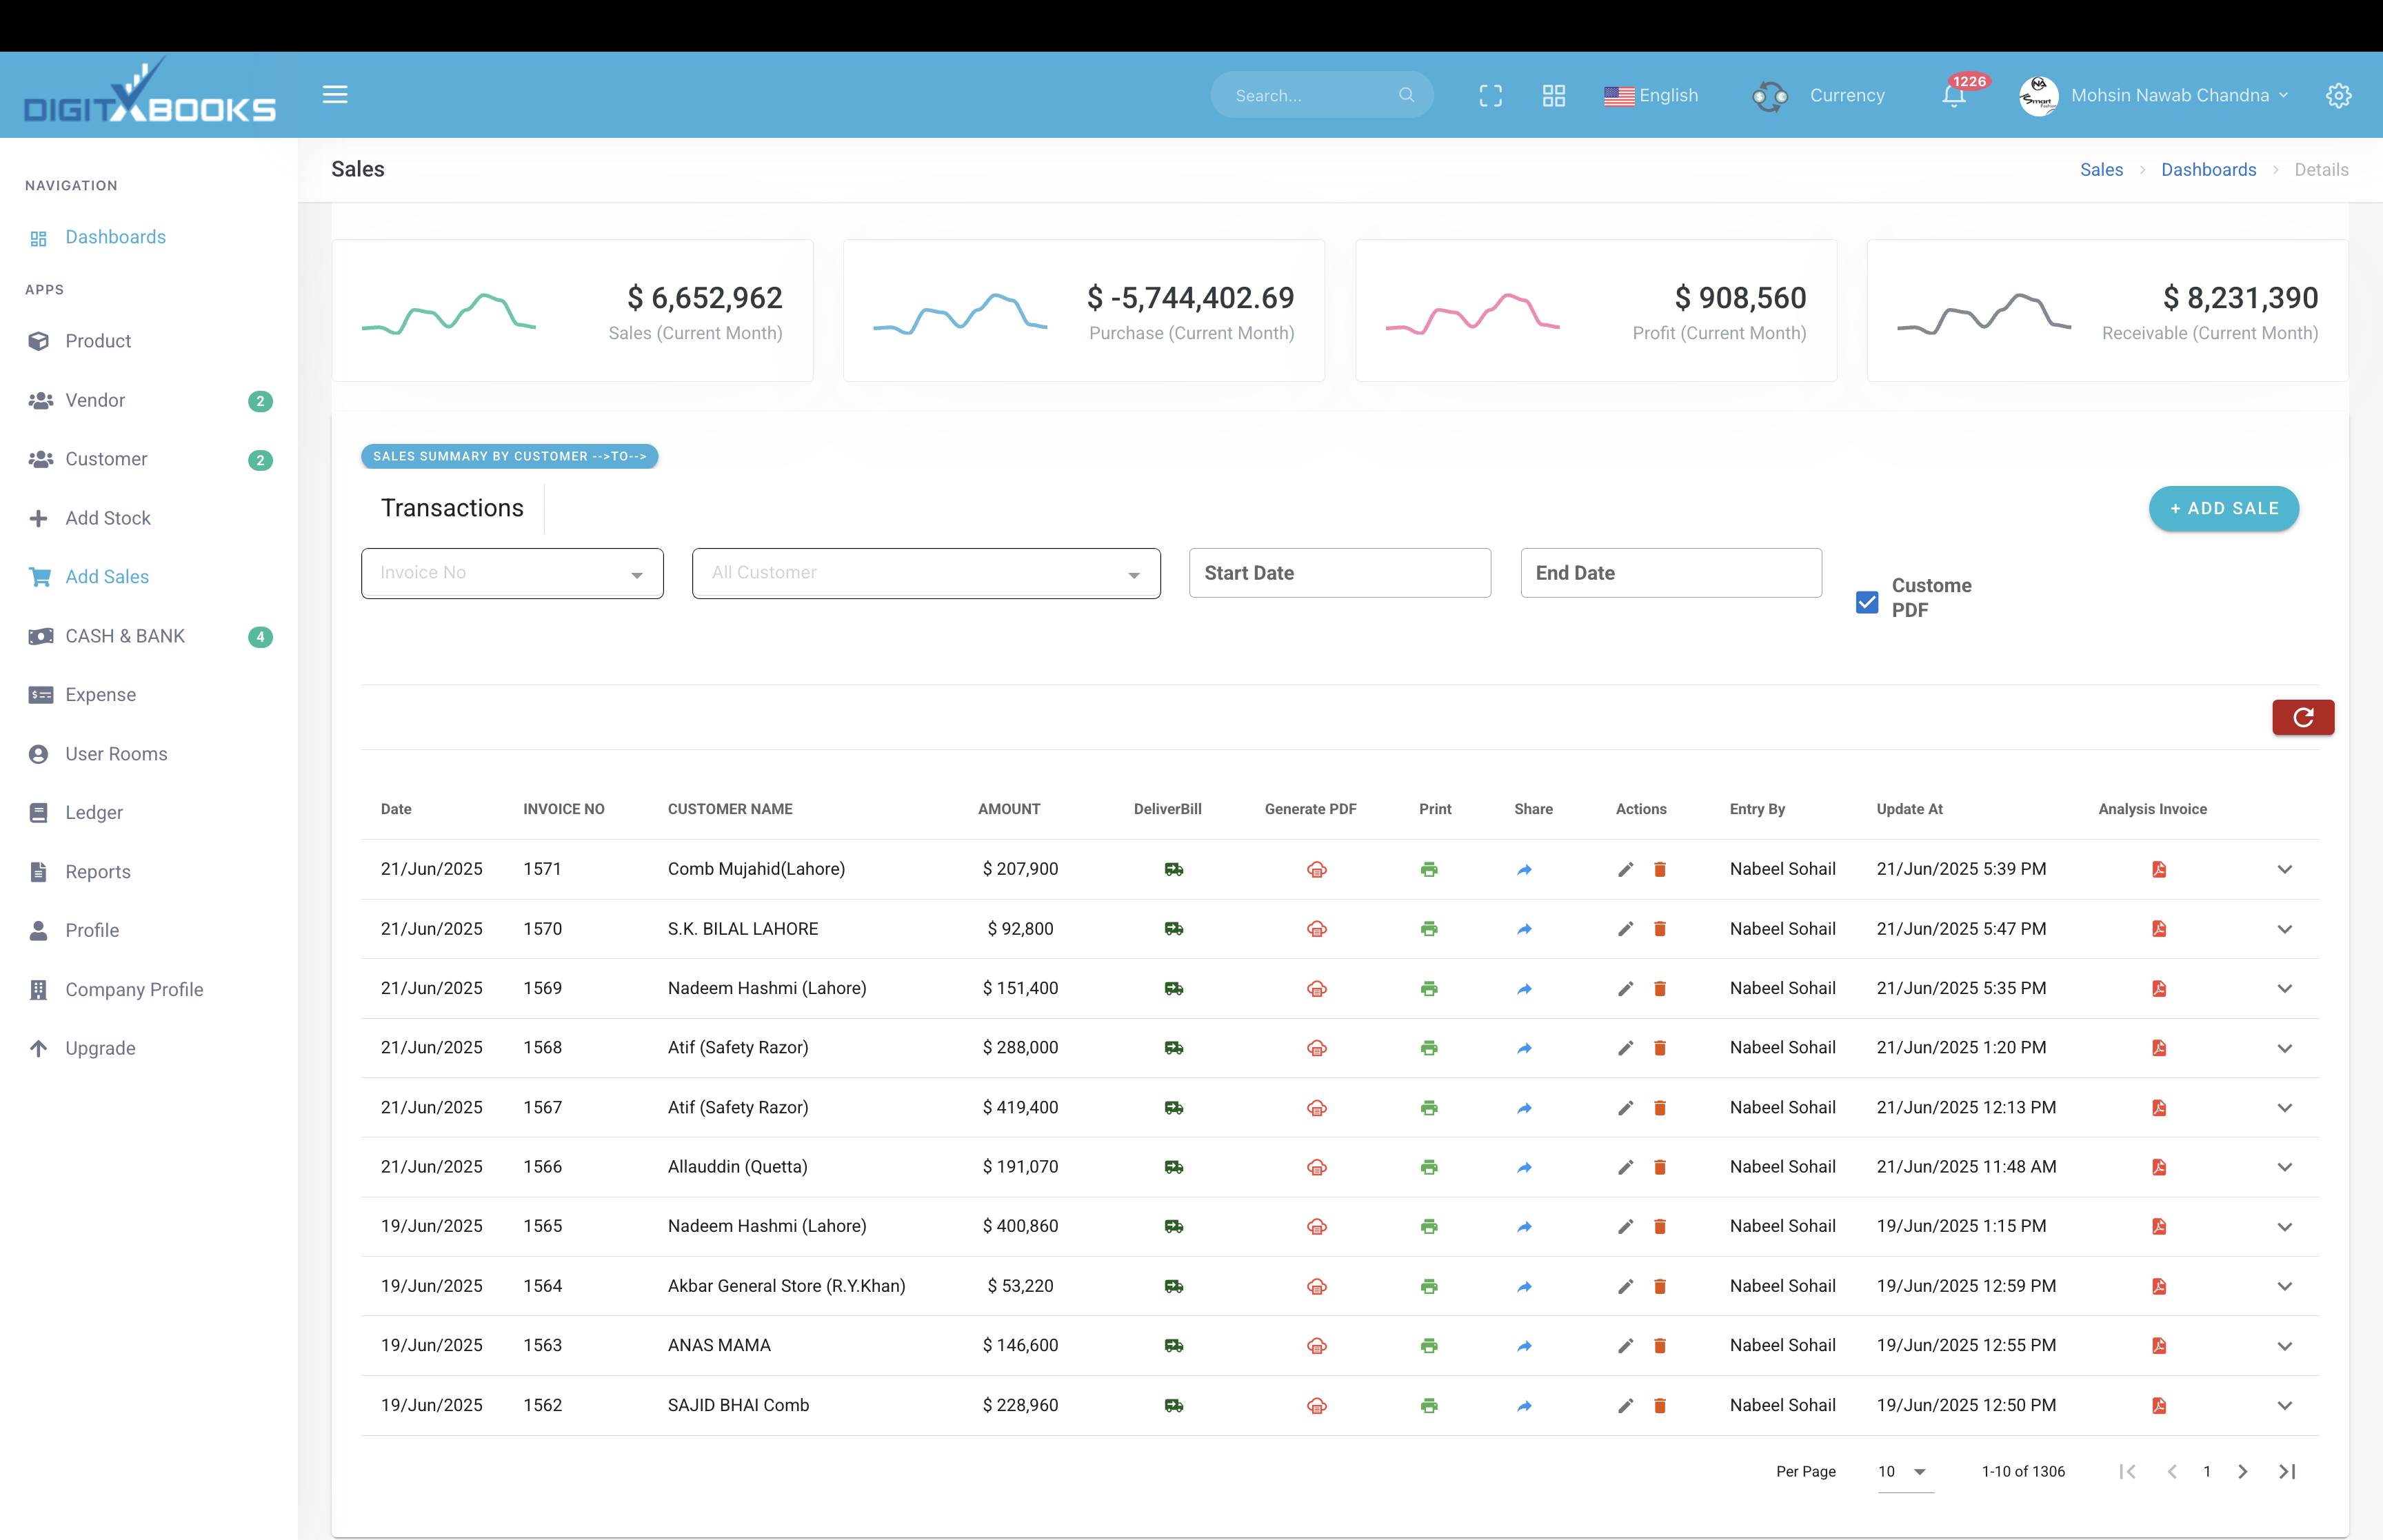 DIGITXBOOKS
Search...
English
Currency
1226
NA
Smart
Mohsin Nawab Chandna
NAVIGATION
Dashboards
APPS
Product
Vendor 2
Customer 2
Add Stock
Add Sales
CASH & BANK 4
Expense
User Rooms
Ledger
Reports
Profile
Company Profile
Upgrade
Sales
Sales > Dashboards > Details
$ 6,652,962
Sales (Current Month)
$ -5,744,402.69
Purchase (Current Month)
$ 908,560
Profit (Current Month)
$ 8,231,390
Receivable (Current Month)
SALES SUMMARY BY CUSTOMER -->TO-->
Transactions
+ ADD SALE
Invoice No
All Customer
Start Date
End Date
Custome
PDF
Date INVOICE NO CUSTOMER NAME AMOUNT DeliverBill Generate PDF Print Share Actions Entry By Update At Analysis Invoice
21/Jun/2025 1571 Comb Mujahid(Lahore) $ 207,900 Nabeel Sohail 21/Jun/2025 5:39 PM
21/Jun/2025 1570 S.K. BILAL LAHORE $ 92,800 Nabeel Sohail 21/Jun/2025 5:47 PM
21/Jun/2025 1569 Nadeem Hashmi (Lahore) $ 151,400 Nabeel Sohail 21/Jun/2025 5:35 PM
21/Jun/2025 1568 Atif (Safety Razor) $ 288,000 Nabeel Sohail 21/Jun/2025 1:20 PM
21/Jun/2025 1567 Atif (Safety Razor) $ 419,400 Nabeel Sohail 21/Jun/2025 12:13 PM
21/Jun/2025 1566 Allauddin (Quetta) $ 191,070 Nabeel Sohail 21/Jun/2025 11:48 AM
19/Jun/2025 1565 Nadeem Hashmi (Lahore) $ 400,860 Nabeel Sohail 19/Jun/2025 1:15 PM
19/Jun/2025 1564 Akbar General Store (R.Y.Khan) $ 53,220 Nabeel Sohail 19/Jun/2025 12:59 PM
19/Jun/2025 1563 ANAS MAMA $ 146,600 Nabeel Sohail 19/Jun/2025 12:55 PM
19/Jun/2025 1562 SAJID BHAI Comb $ 228,960 Nabeel Sohail 19/Jun/2025 12:50 PM
Per Page 10 1-10 of 1306 1